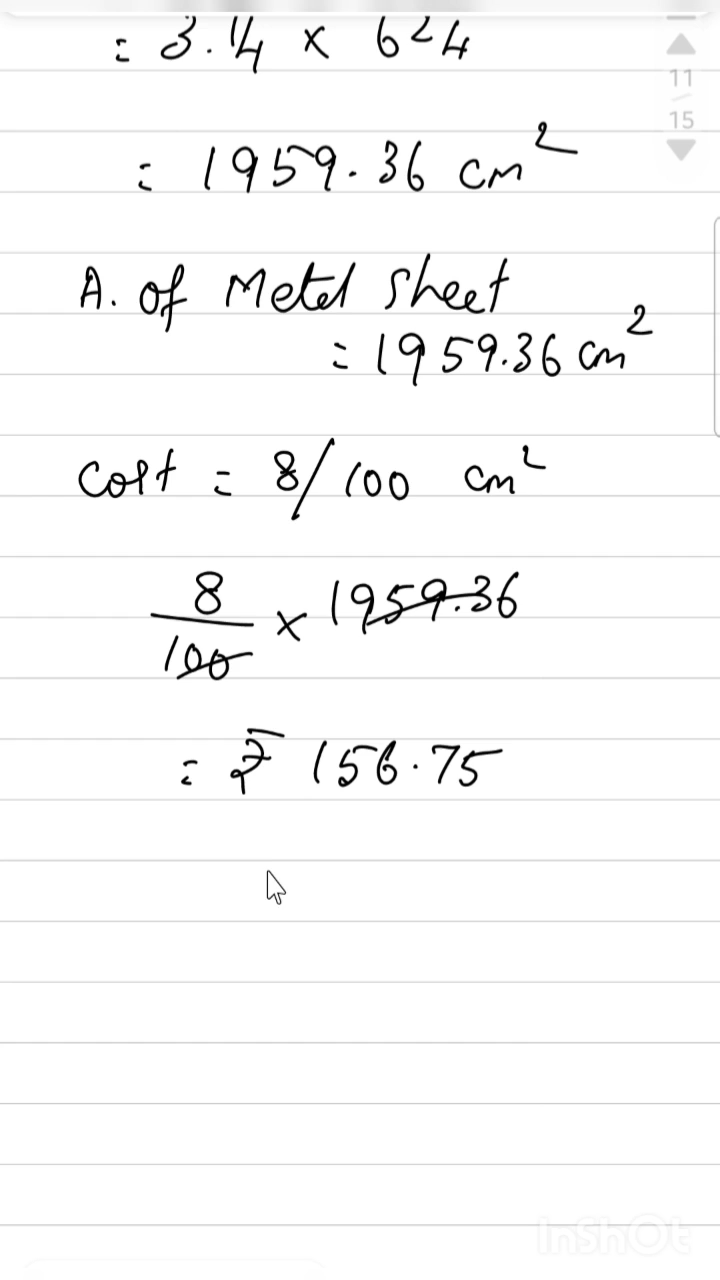 = 3.14 × 624
11
15
= 1959.36 cm²
A. of Metal sheet
= 1959.36 cm²
Cost = 8/100 cm²
8/100 × 1959.36
= ₹ 156.75
InShOt